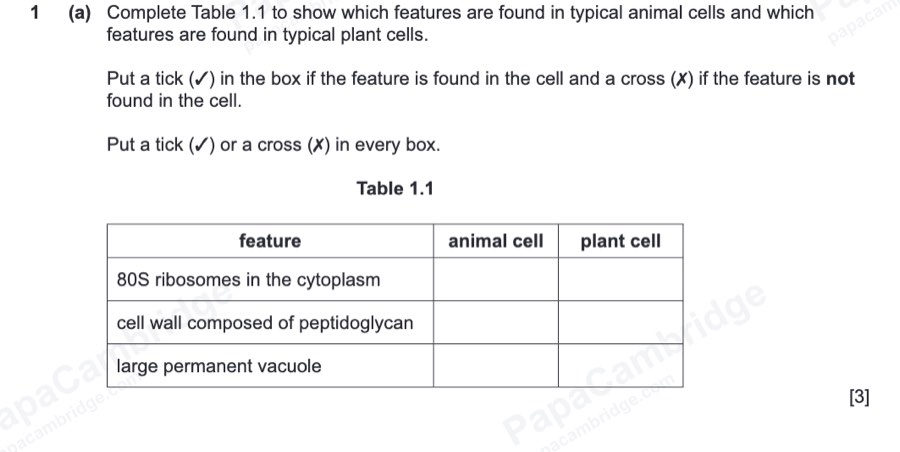 1 (a) Complete Table 1.1 to show which features are found in typical animal cells and which
features are found in typical plant cells.
Put a tick (✓) in the box if the feature is found in the cell and a cross (✗) if the feature is not
found in the cell.
Put a tick (✓) or a cross (✗) in every box.
Table 1.1
feature animal cell plant cell
80S ribosomes in the cytoplasm
cell wall composed of peptidoglycan
large permanent vacuole
[3]
PapaCambridge